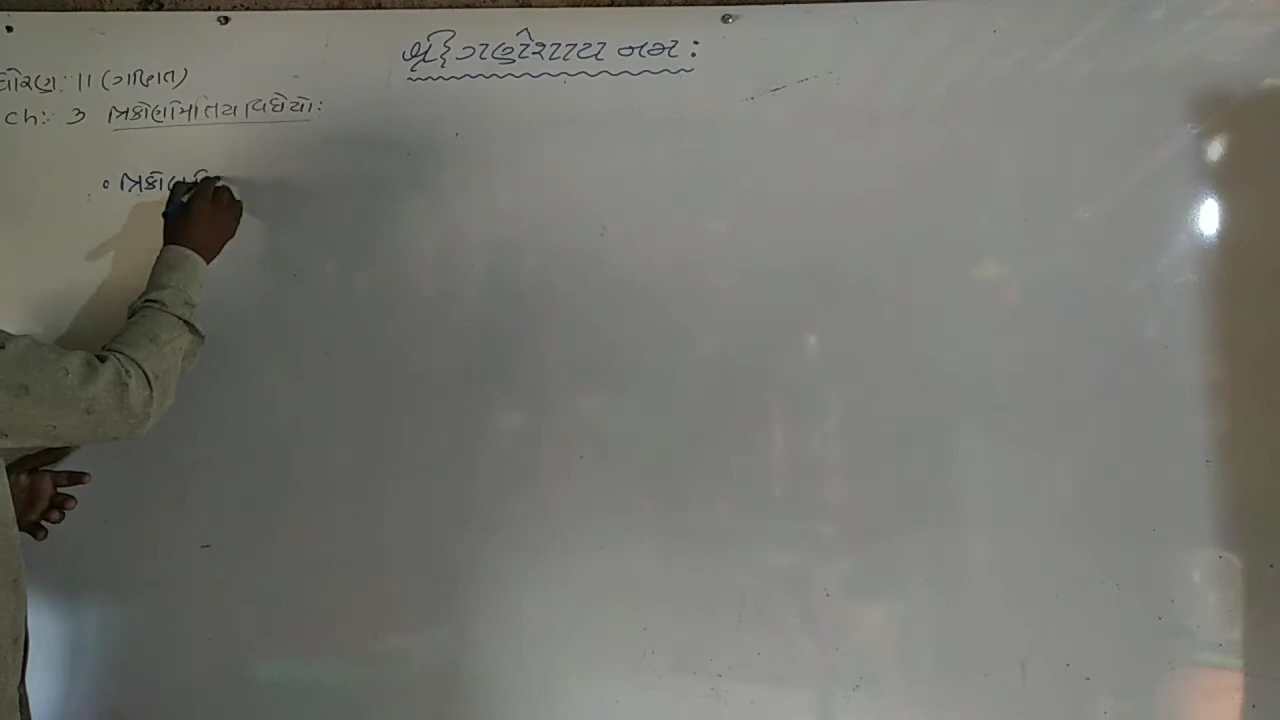 શ્રી ગણેશાય નમઃ
ધોરણ: 11 (ગણિત)
Ch: 3 ત્રિકોણમિતિય વિધેયો: